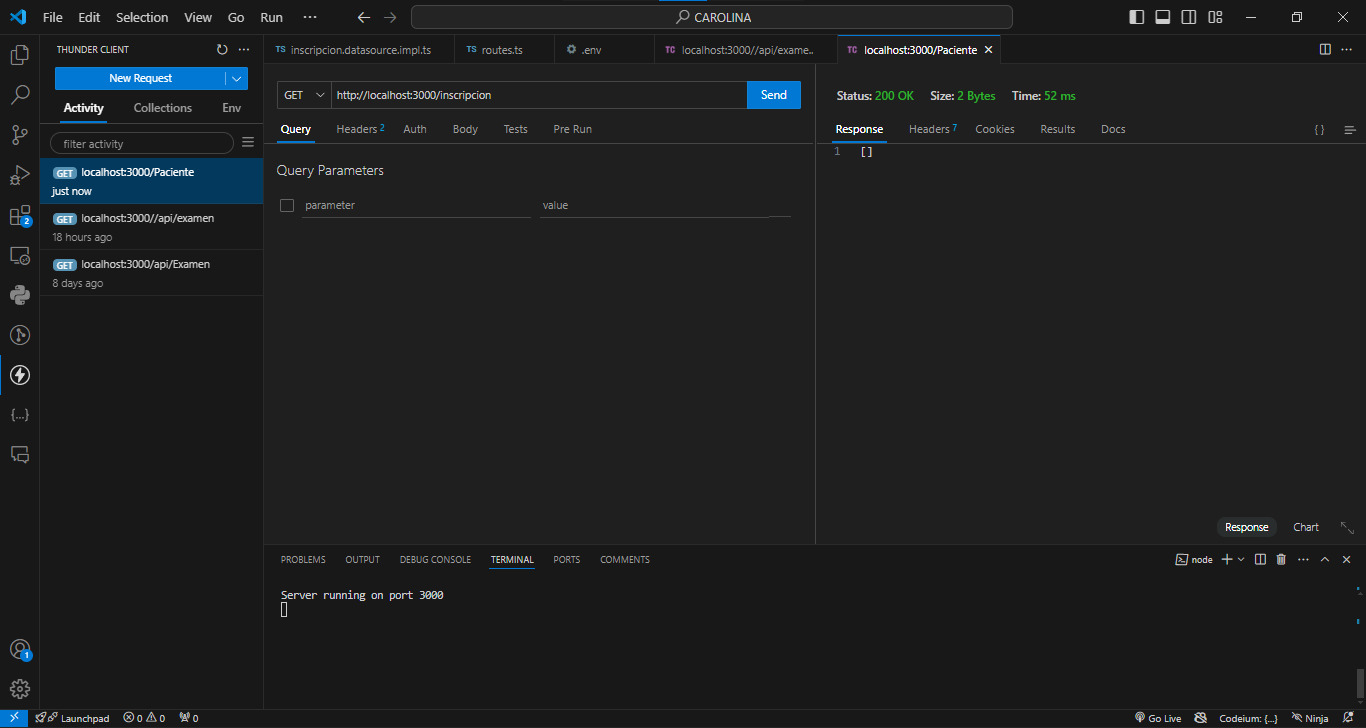 File Edit Selection View Go Run ··· CAROLINA
THUNDER CLIENT ···
New Request
Activity Collections Env
filter activity
GET localhost:3000/Paciente
just now
GET localhost:3000//api/examen
18 hours ago
GET localhost:3000/api/Examen
8 days ago
TS inscripcion.datasource.impl.ts TS routes.ts .env TC localhost:3000//api/exame.. TC localhost:3000/Paciente
GET http://localhost:3000/inscripcion Send
Query Headers 2 Auth Body Tests Pre Run
Query Parameters
parameter value
Status: 200 OK Size: 2 Bytes Time: 52 ms
Response Headers 7 Cookies Results Docs { }
1 []
Response Chart
PROBLEMS OUTPUT DEBUG CONSOLE TERMINAL PORTS COMMENTS node
Server running on port 3000
2
{...}
1
Launchpad 0 0 0 Go Live Codeium: {...} Ninja